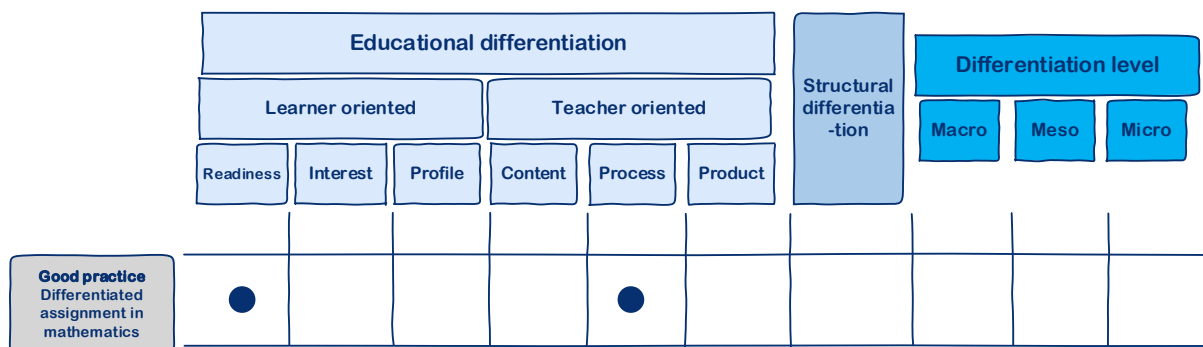 Educational differentiation
Learner oriented
Teacher oriented
Readiness
Interest
Profile
Content
Process
Product
Structural
differentia
-tion
Differentiation level
Macro
Meso
Micro
Good practice
Differentiated
assignment in
mathematics